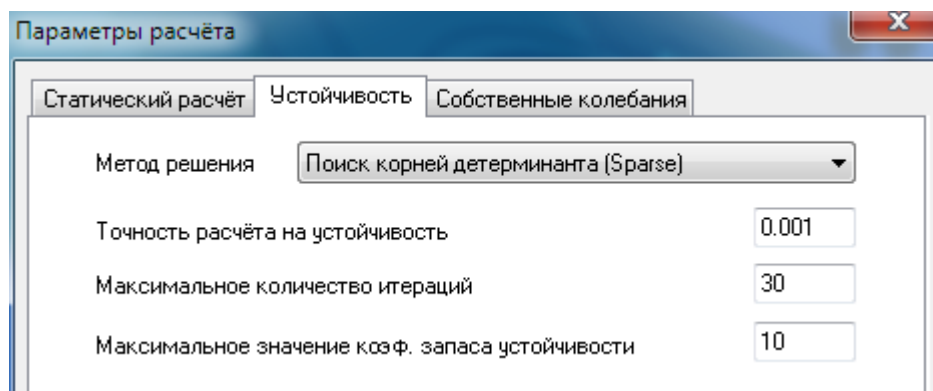 Параметры расчёта
Статический расчёт Устойчивость Собственные колебания
Метод решения Поиск корней детерминанта (Sparse)
Точность расчёта на устойчивость 0.001
Максимальное количество итераций 30
Максимальное значение коэф. запаса устойчивости 10